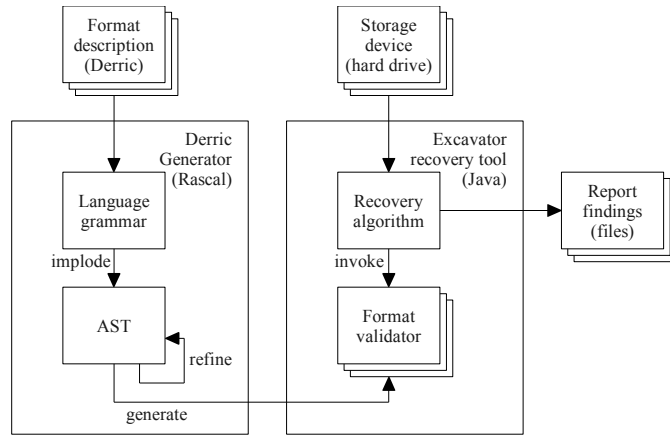 Format
description
(Derric)
Storage
device
(hard drive)
Derric
Generator
(Rascal)
Excavator
recovery tool
(Java)
Language
grammar
Recovery
algorithm
Report
findings
(files)
implode
invoke
AST
Format
validator
refine
generate